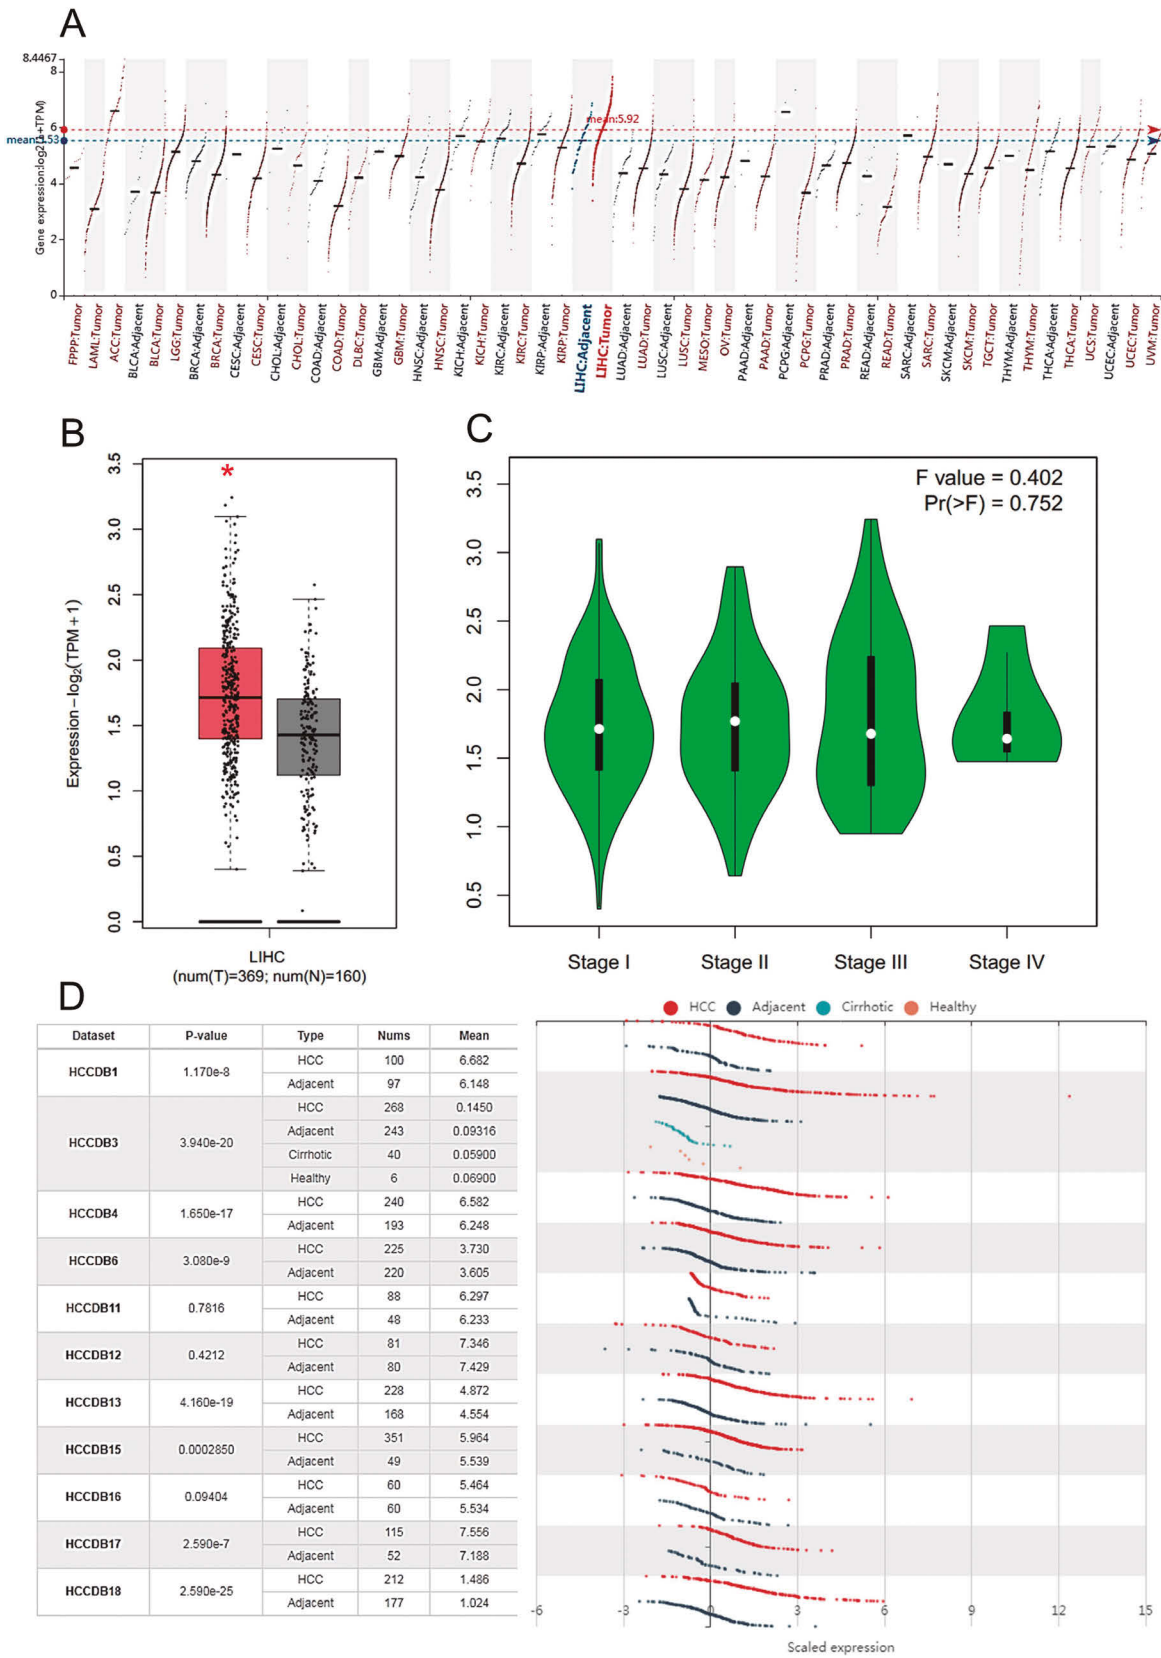 A
8.4467
8
6
4
2
0
Gene expression:log2(1+TPM)
mean:5.92
FPPP:Tumor
LAML:Tumor
ACC:Tumor
BLCA:Adjacent
BLCA:Tumor
LGG:Tumor
BRCA:Adjacent
BRCA:Tumor
CESC:Adjacent
CESC:Tumor
CHOL:Adjacent
CHOL:Tumor
COAD:Adjacent
COAD:Tumor
DLBC:Tumor
GBM:Adjacent
GBM:Tumor
HNSC:Adjacent
HNSC:Tumor
KICH:Adjacent
KICH:Tumor
KIRC:Adjacent
KIRC:Tumor
KIRP:Adjacent
KIRP:Tumor
LIHC:Adjacent
LIHC:Tumor
LUAD:Adjacent
LUAD:Tumor
LUSC:Adjacent
LUSC:Tumor
MESO:Tumor
OV:Tumor
PAAD:Adjacent
PAAD:Tumor
PCPG:Adjacent
PCPG:Tumor
PRAD:Adjacent
PRAD:Tumor
READ:Adjacent
READ:Tumor
SARC:Adjacent
SARC:Tumor
SKCM:Adjacent
SKCM:Tumor
TGCT:Tumor
THYM:Adjacent
THYM:Tumor
THCA:Adjacent
THCA:Tumor
UCS:Tumor
UCEC:Adjacent
UCEC:Tumor
UVM:Tumor
B
3.5
3.0
2.5
2.0
1.5
1.0
0.5
0.0
Expression – log2(TPM + 1)
*
LIHC
(num(T)=369; num(N)=160)
C
F value = 0.402
Pr(>F) = 0.752
3.5
3.0
2.5
2.0
1.5
1.0
0.5
Stage I Stage II Stage III Stage IV
D
Dataset P-value Type Nums Mean
HCCDB1 1.170e-8 HCC 100 6.682
Adjacent 97 6.148
HCCDB3 3.940e-20 HCC 268 0.1450
Adjacent 243 0.09316
Cirrhotic 40 0.05900
Healthy 6 0.06900
HCCDB4 1.650e-17 HCC 240 6.582
Adjacent 193 6.248
HCCDB6 3.080e-9 HCC 225 3.730
Adjacent 220 3.605
HCCDB11 0.7816 HCC 88 6.297
Adjacent 48 6.233
HCCDB12 0.4212 HCC 81 7.346
Adjacent 80 7.429
HCCDB13 4.160e-19 HCC 228 4.872
Adjacent 168 4.554
HCCDB15 0.0002850 HCC 351 5.964
Adjacent 49 5.539
HCCDB16 0.09404 HCC 60 5.464
Adjacent 60 5.534
HCCDB17 2.590e-7 HCC 115 7.556
Adjacent 52 7.188
HCCDB18 2.590e-25 HCC 212 1.486
Adjacent 177 1.024
HCC Adjacent Cirrhotic Healthy
-6 -3 0 3 6 9 12 15
Scaled expression